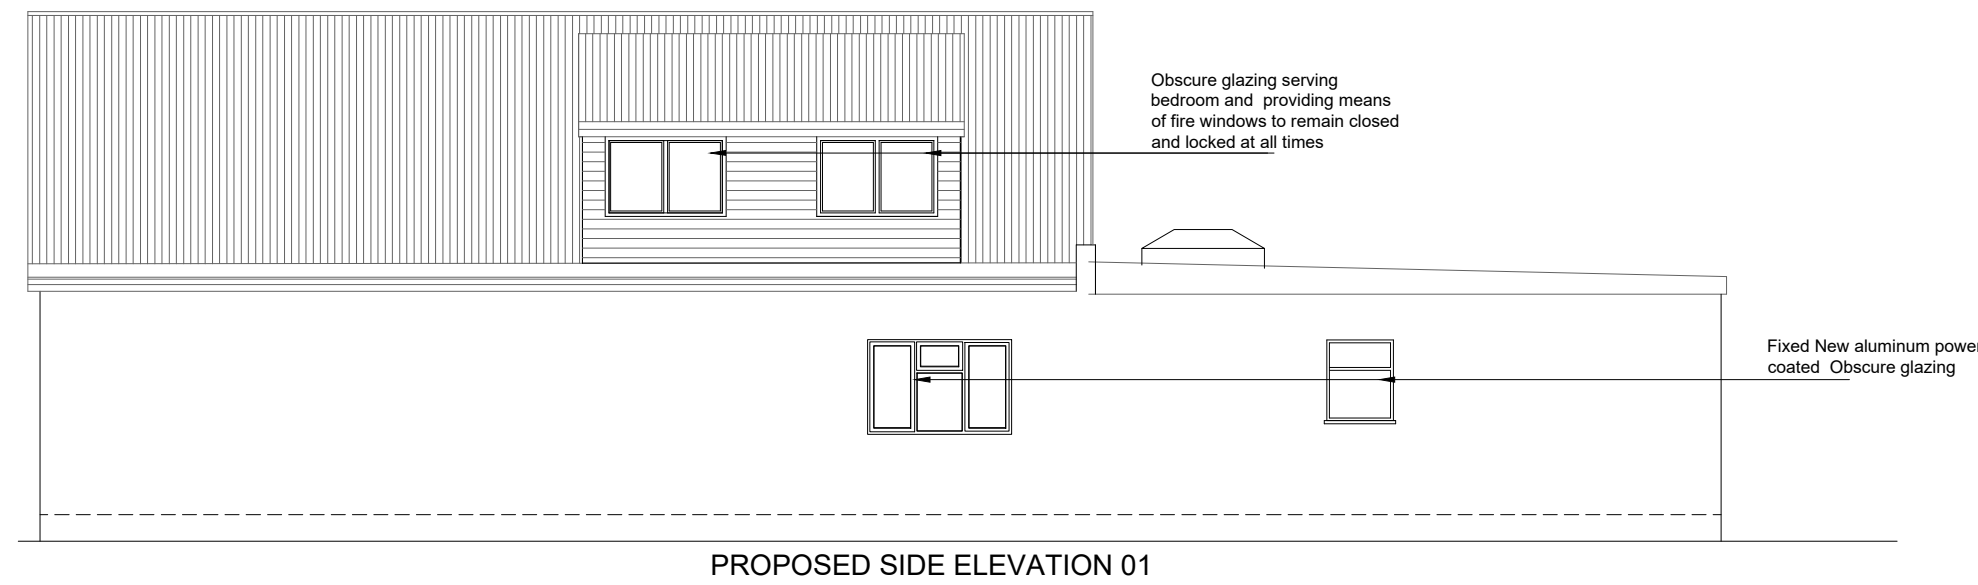 Obscure glazing serving
bedroom and providing means
of fire windows to remain closed
and locked at all times
Fixed New aluminum power
coated Obscure glazing
PROPOSED SIDE ELEVATION 01